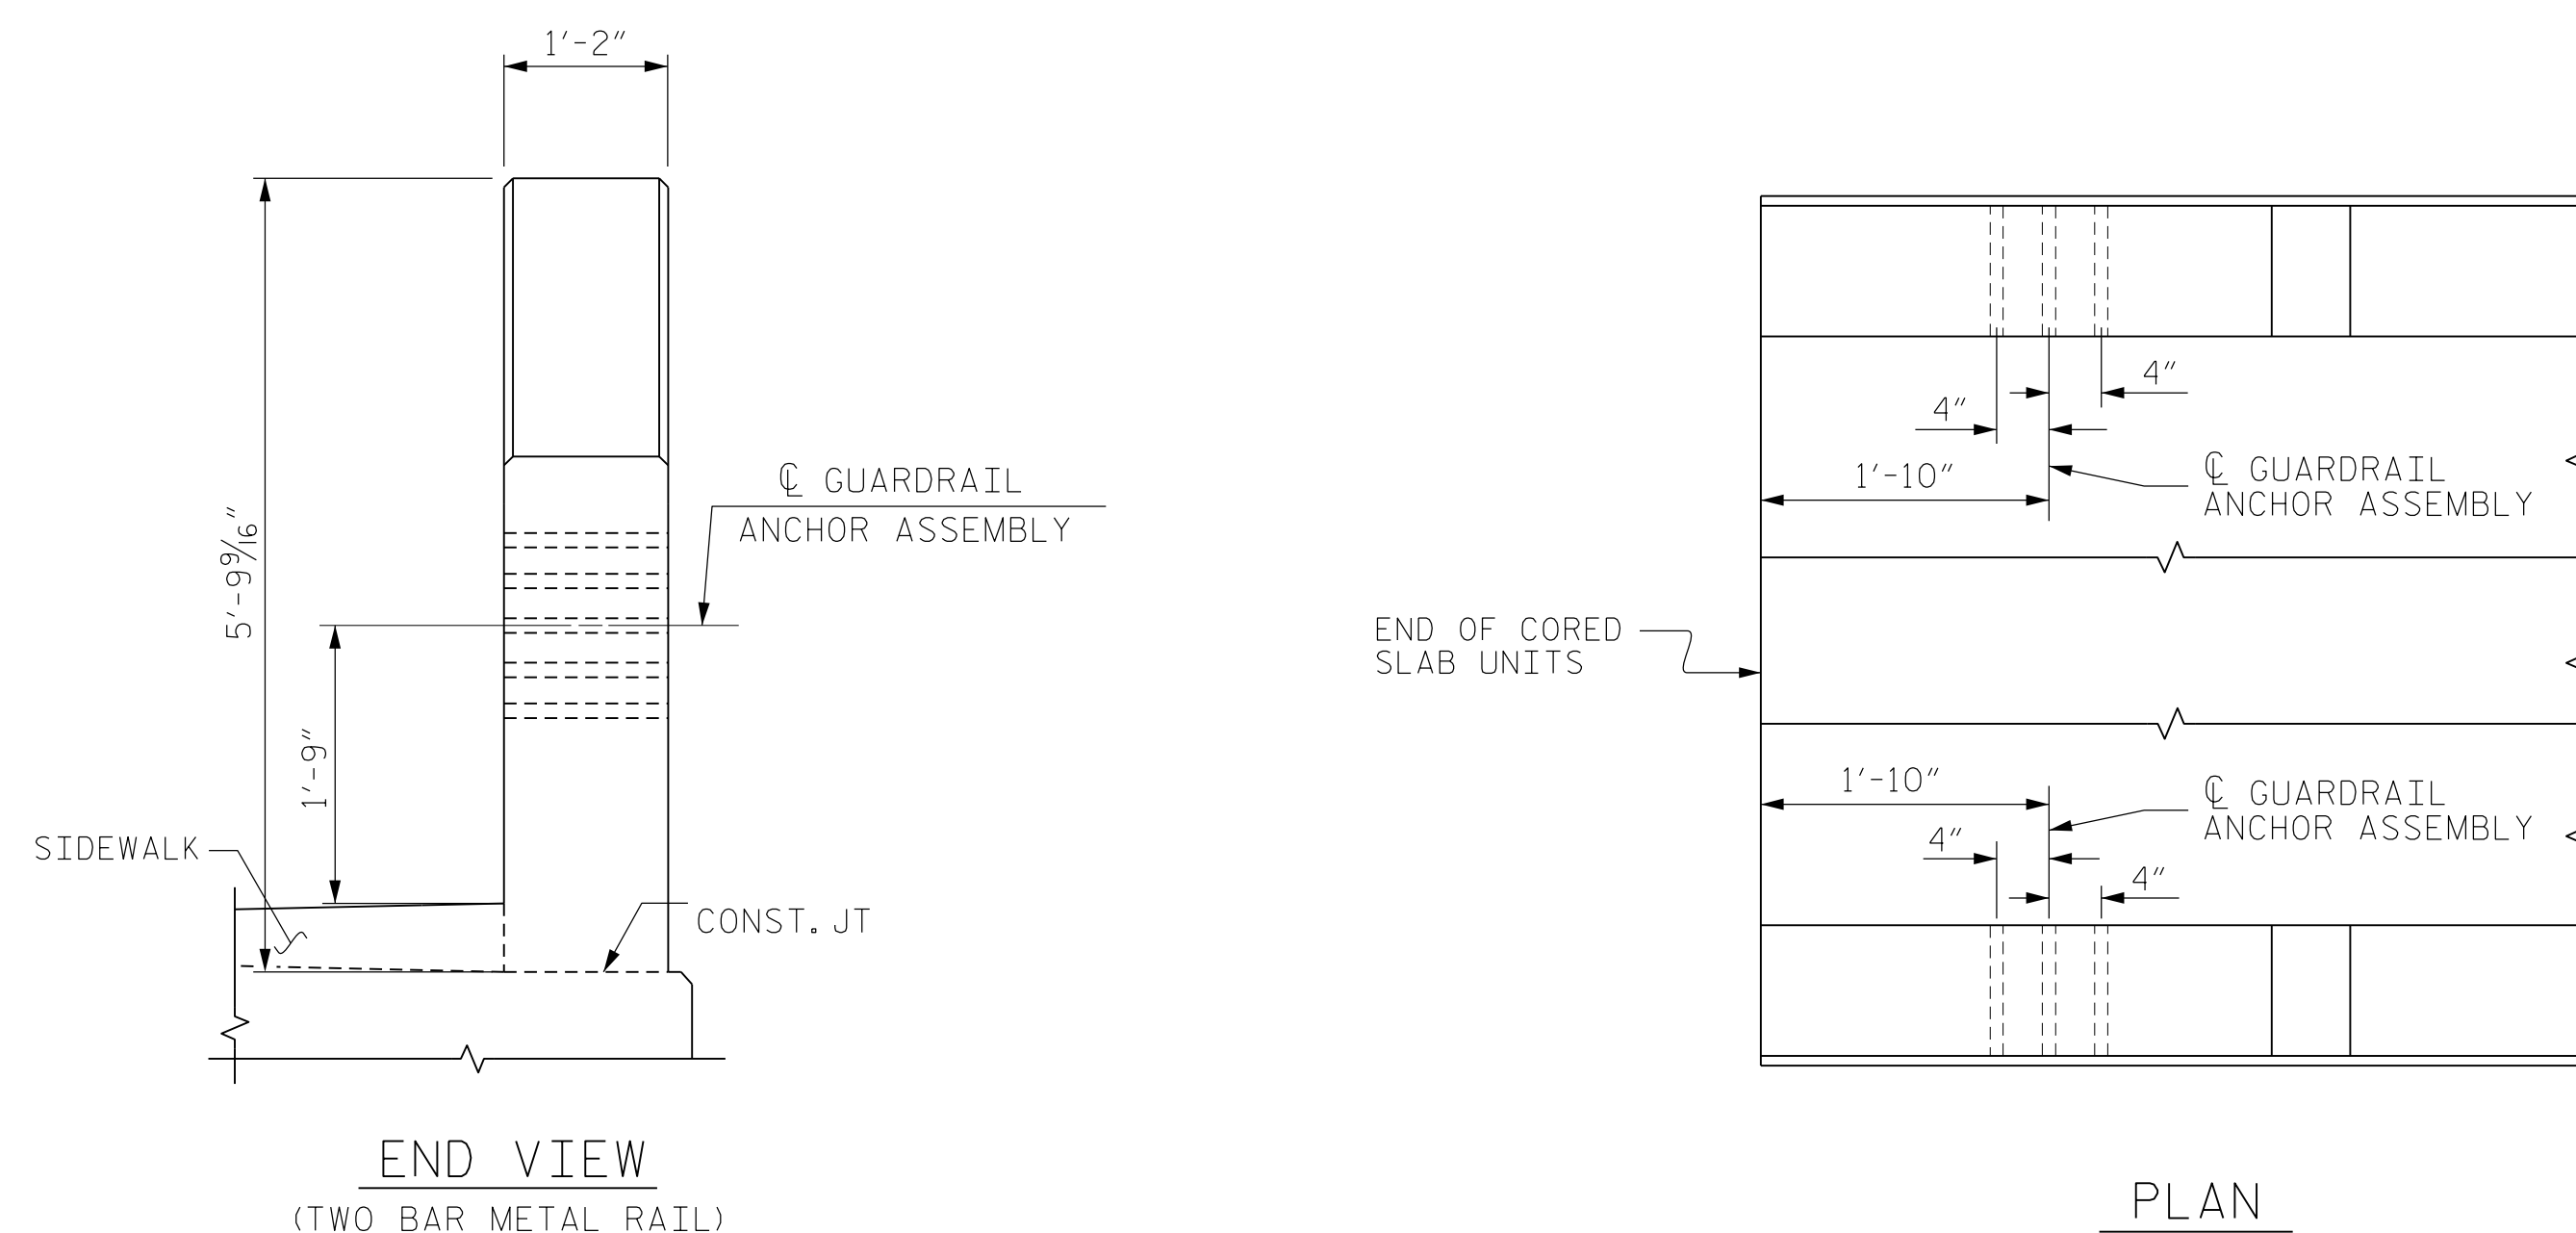 1'-2"
5'-9 9/16"
1'-9"
℄ GUARDRAIL
ANCHOR ASSEMBLY
SIDEWALK
CONST. JT
END VIEW
(TWO BAR METAL RAIL)
4"
4"
1'-10"
℄ GUARDRAIL
ANCHOR ASSEMBLY
END OF CORED
SLAB UNITS
1'-10"
℄ GUARDRAIL
ANCHOR ASSEMBLY
4"
4"
PLAN